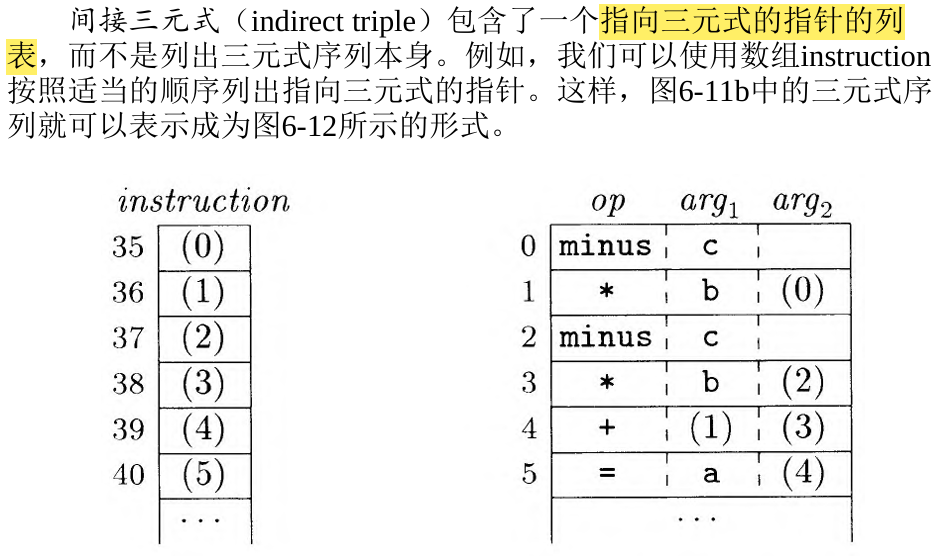 间接三元式（indirect triple）包含了一个指向三元式的指针的列
表，而不是列出三元式序列本身。例如，我们可以使用数组instruction
按照适当的顺序列出指向三元式的指针。这样，图6-11b中的三元式序
列就可以表示成为图6-12所示的形式。
instruction
35 (0)
36 (1)
37 (2)
38 (3)
39 (4)
40 (5)
...
op arg1 arg2
0 minus c
1 * b (0)
2 minus c
3 * b (2)
4 + (1) (3)
5 = a (4)
...